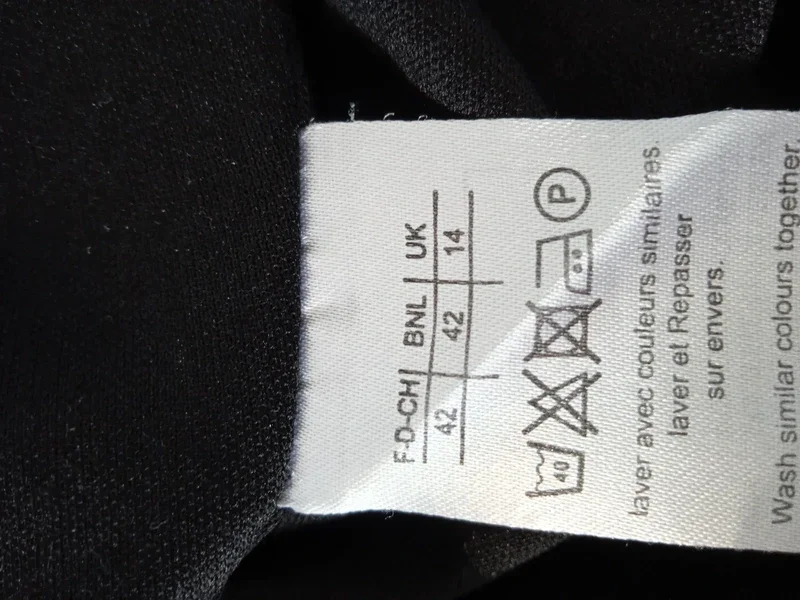 F-D-CH BNL UK
42 42 14
40 P
laver avec couleurs similaires.
laver et Repasser
sur envers.
Wash similar colours together,